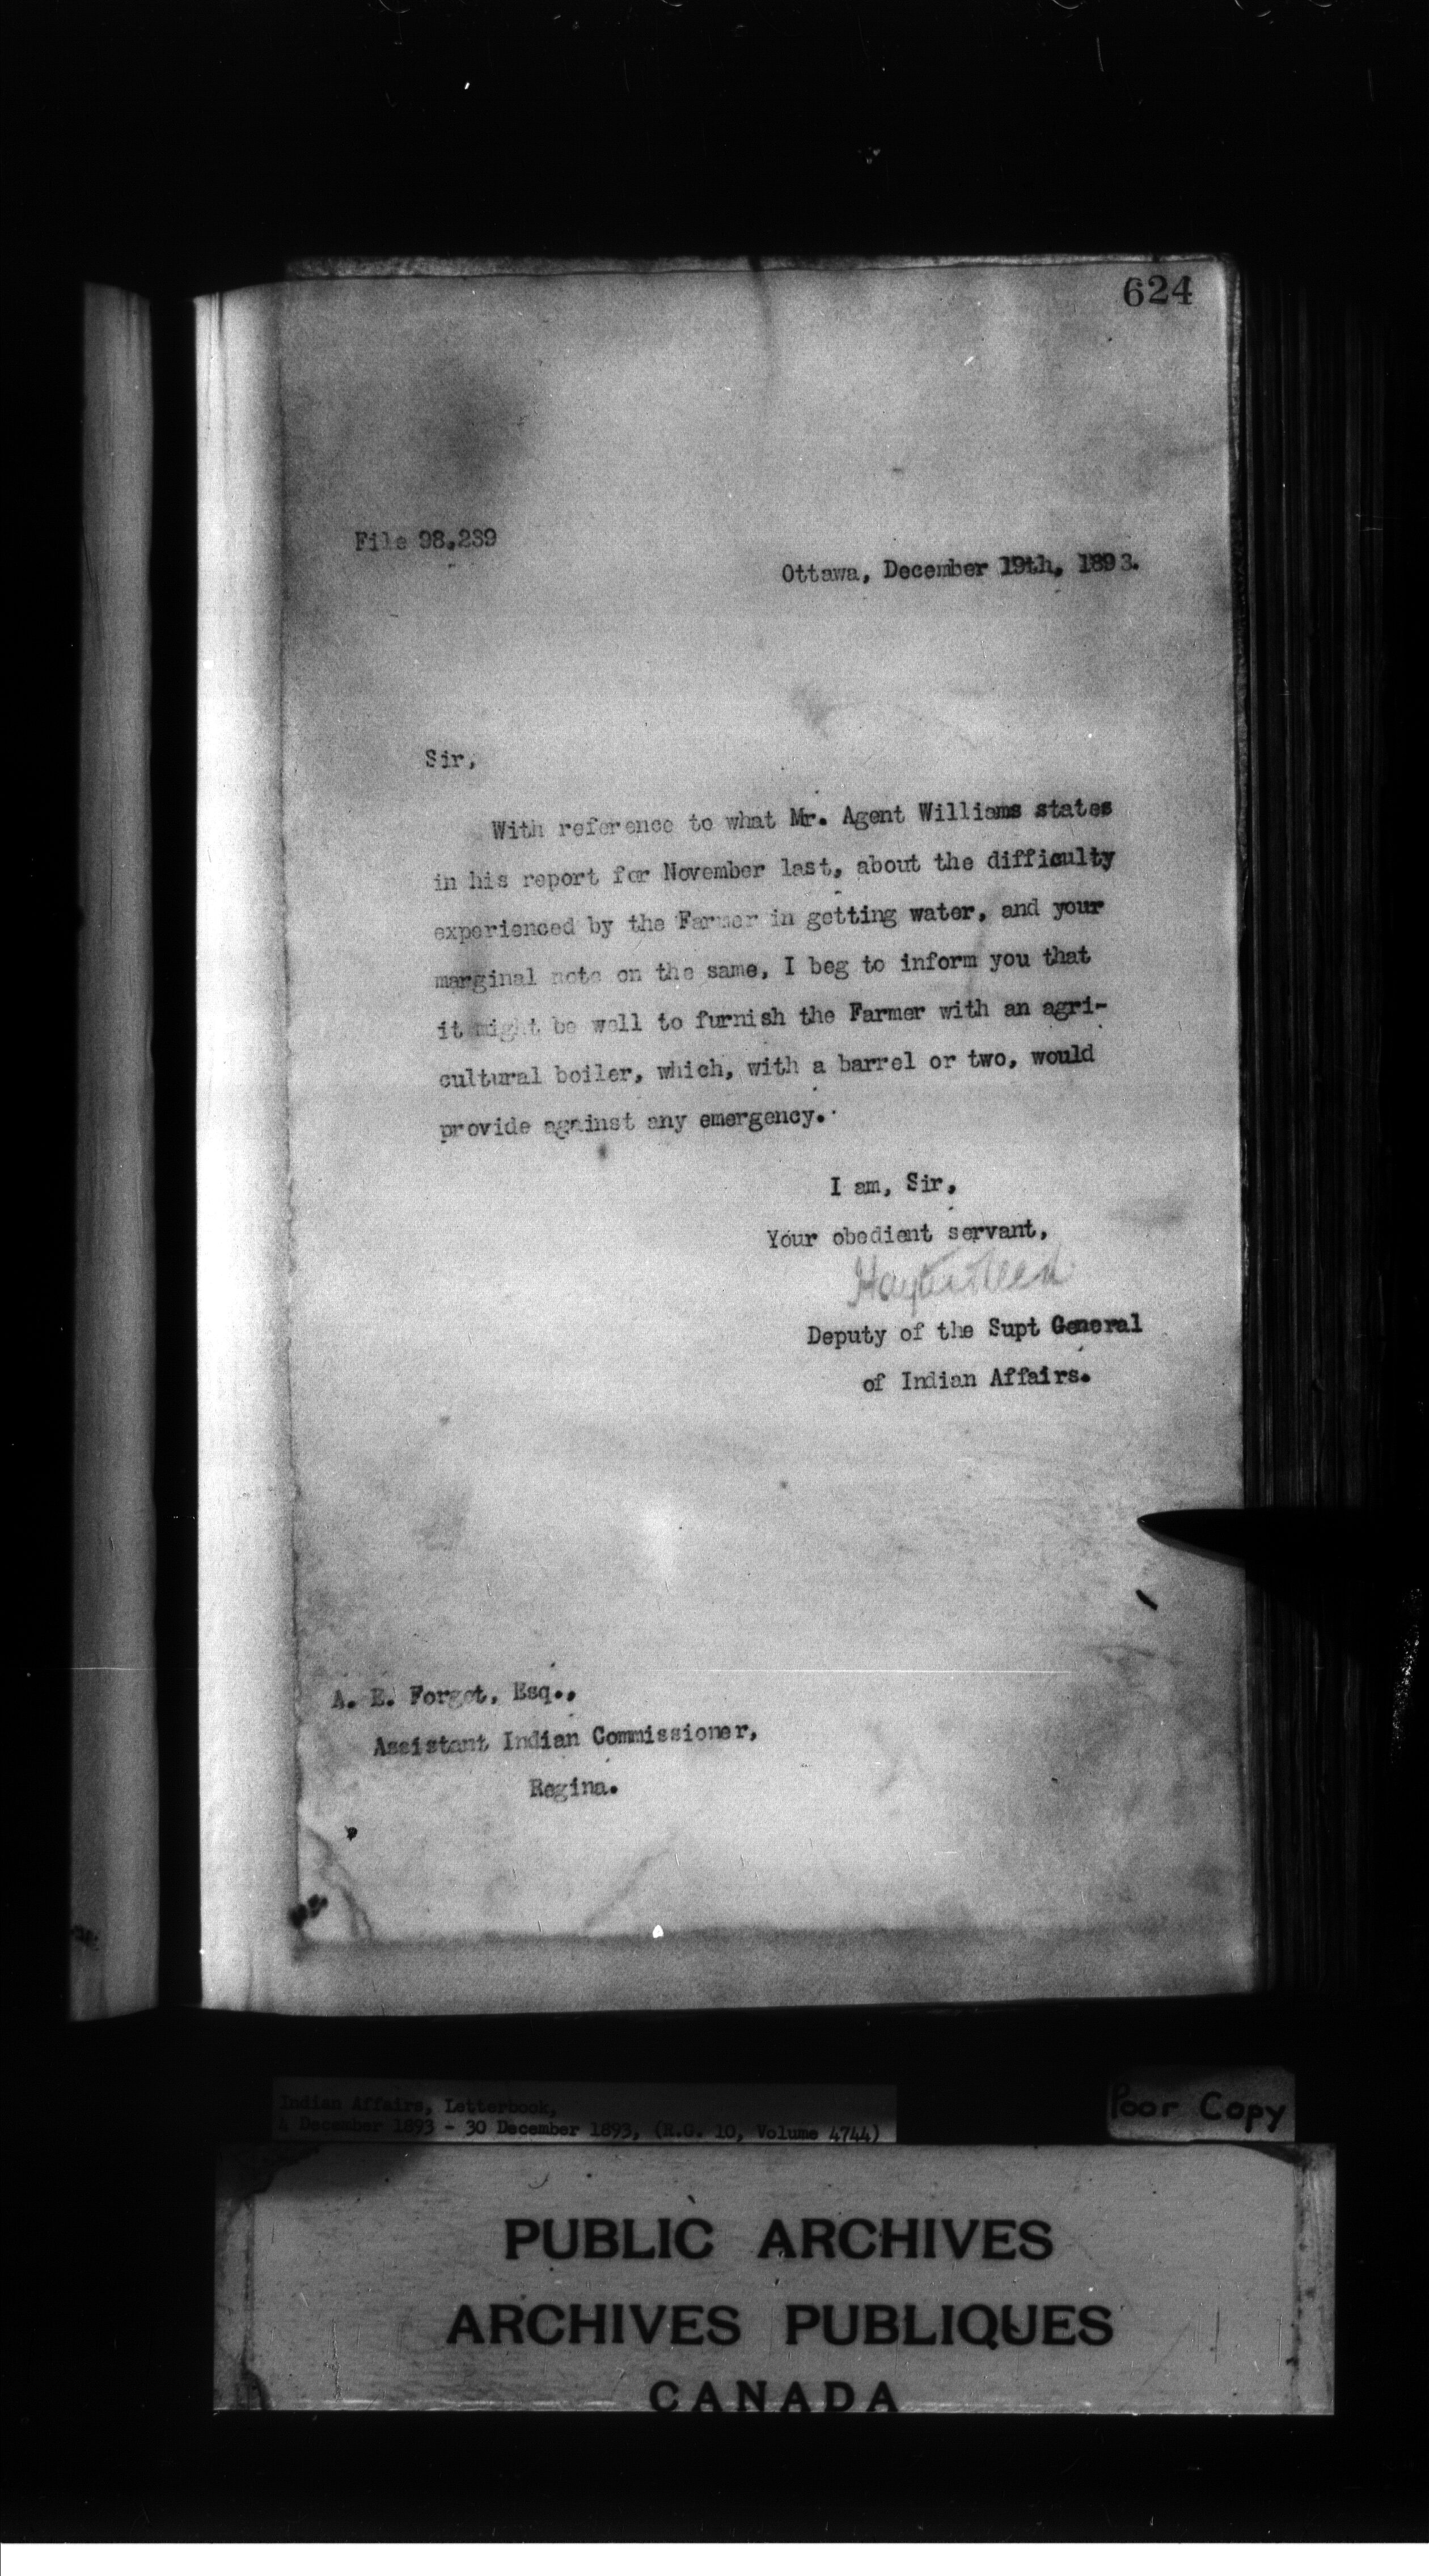 624
File 98,239
Ottawa, December 19th, 1893.
Sir,
With reference to what Mr. Agent Williams states
in his report for November last, about the difficulty
experienced by the Farmer in getting water, and your
marginal note on the same, I beg to inform you that
it might be well to furnish the Farmer with an agri-
cultural boiler, which, with a barrel or two, would
provide against any emergency.
I am, Sir,
Your obedient servant,
Hayter Reed
Deputy of the Supt General
of Indian Affairs.
A. E. Forget, Esq.,
Assistant Indian Commissioner,
Regina.
Indian Affairs, Letterbook,
4 December 1893 - 30 December 1893, (R.G. 10, Volume 4744)
Poor Copy
PUBLIC ARCHIVES
ARCHIVES PUBLIQUES
CANADA